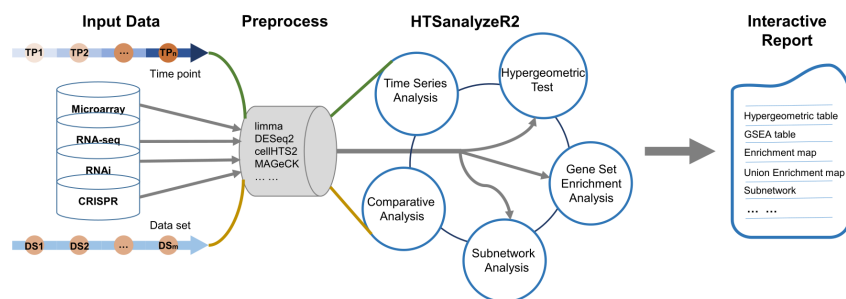 Input Data
Preprocess
HTSanalyzeR2
Interactive
Report
TP1 TP2 ... TPn
Time point
Microarray
RNA-seq
RNAi
CRISPR
Data set
DS1 DS2 ... DSm
limma
DESeq2
cellHTS2
MAGeCK
... ...
Time Series
Analysis
Hypergeometric
Test
Gene Set
Enrichment
Analysis
Subnetwork
Analysis
Comparative
Analysis
Hypergeometric table
GSEA table
Enrichment map
Union Enrichment map
Subnetwork
... ...